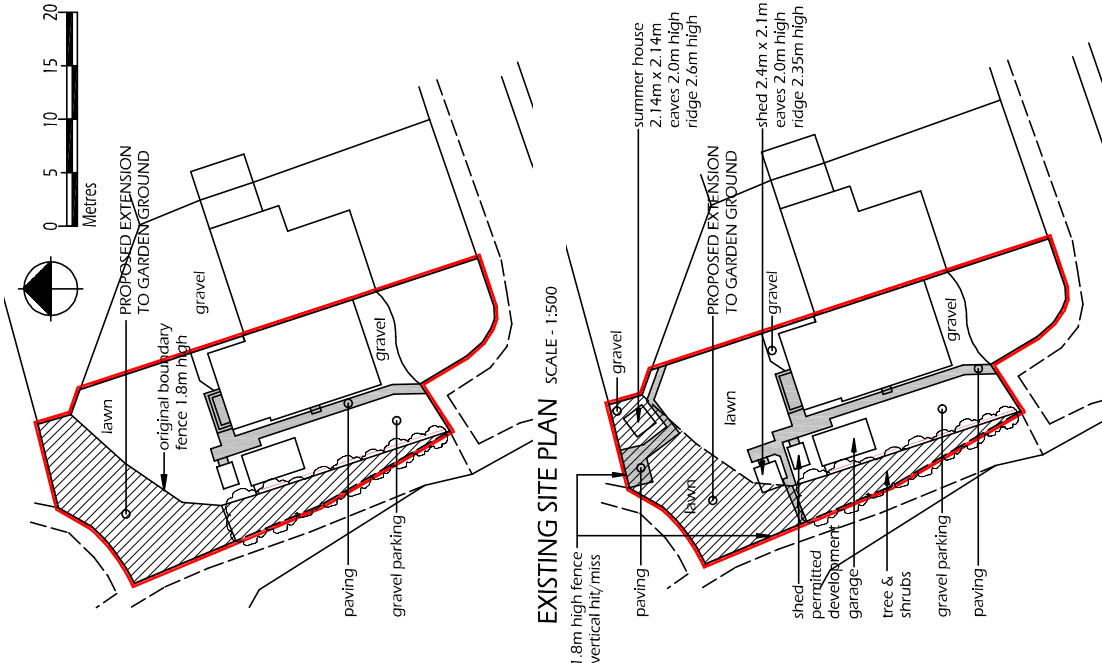 0 5 10 15 20
Metres
PROPOSED EXTENSION
TO GARDEN GROUND
gravel
original boundary
fence 1.8m high
lawn
gravel
paving
gravel parking
EXISTING SITE PLAN SCALE - 1:500
summer house
2.14m x 2.14m
eaves 2.0m high
ridge 2.6m high
shed 2.4m x 2.1m
eaves 2.0m high
ridge 2.35m high
gravel
PROPOSED EXTENSION
TO GARDEN GROUND
gravel
lawn
gravel
lawn
1.8m high fence
vertical hit/miss
paving
shed
permitted
development
garage
tree &
shrubs
gravel parking
paving